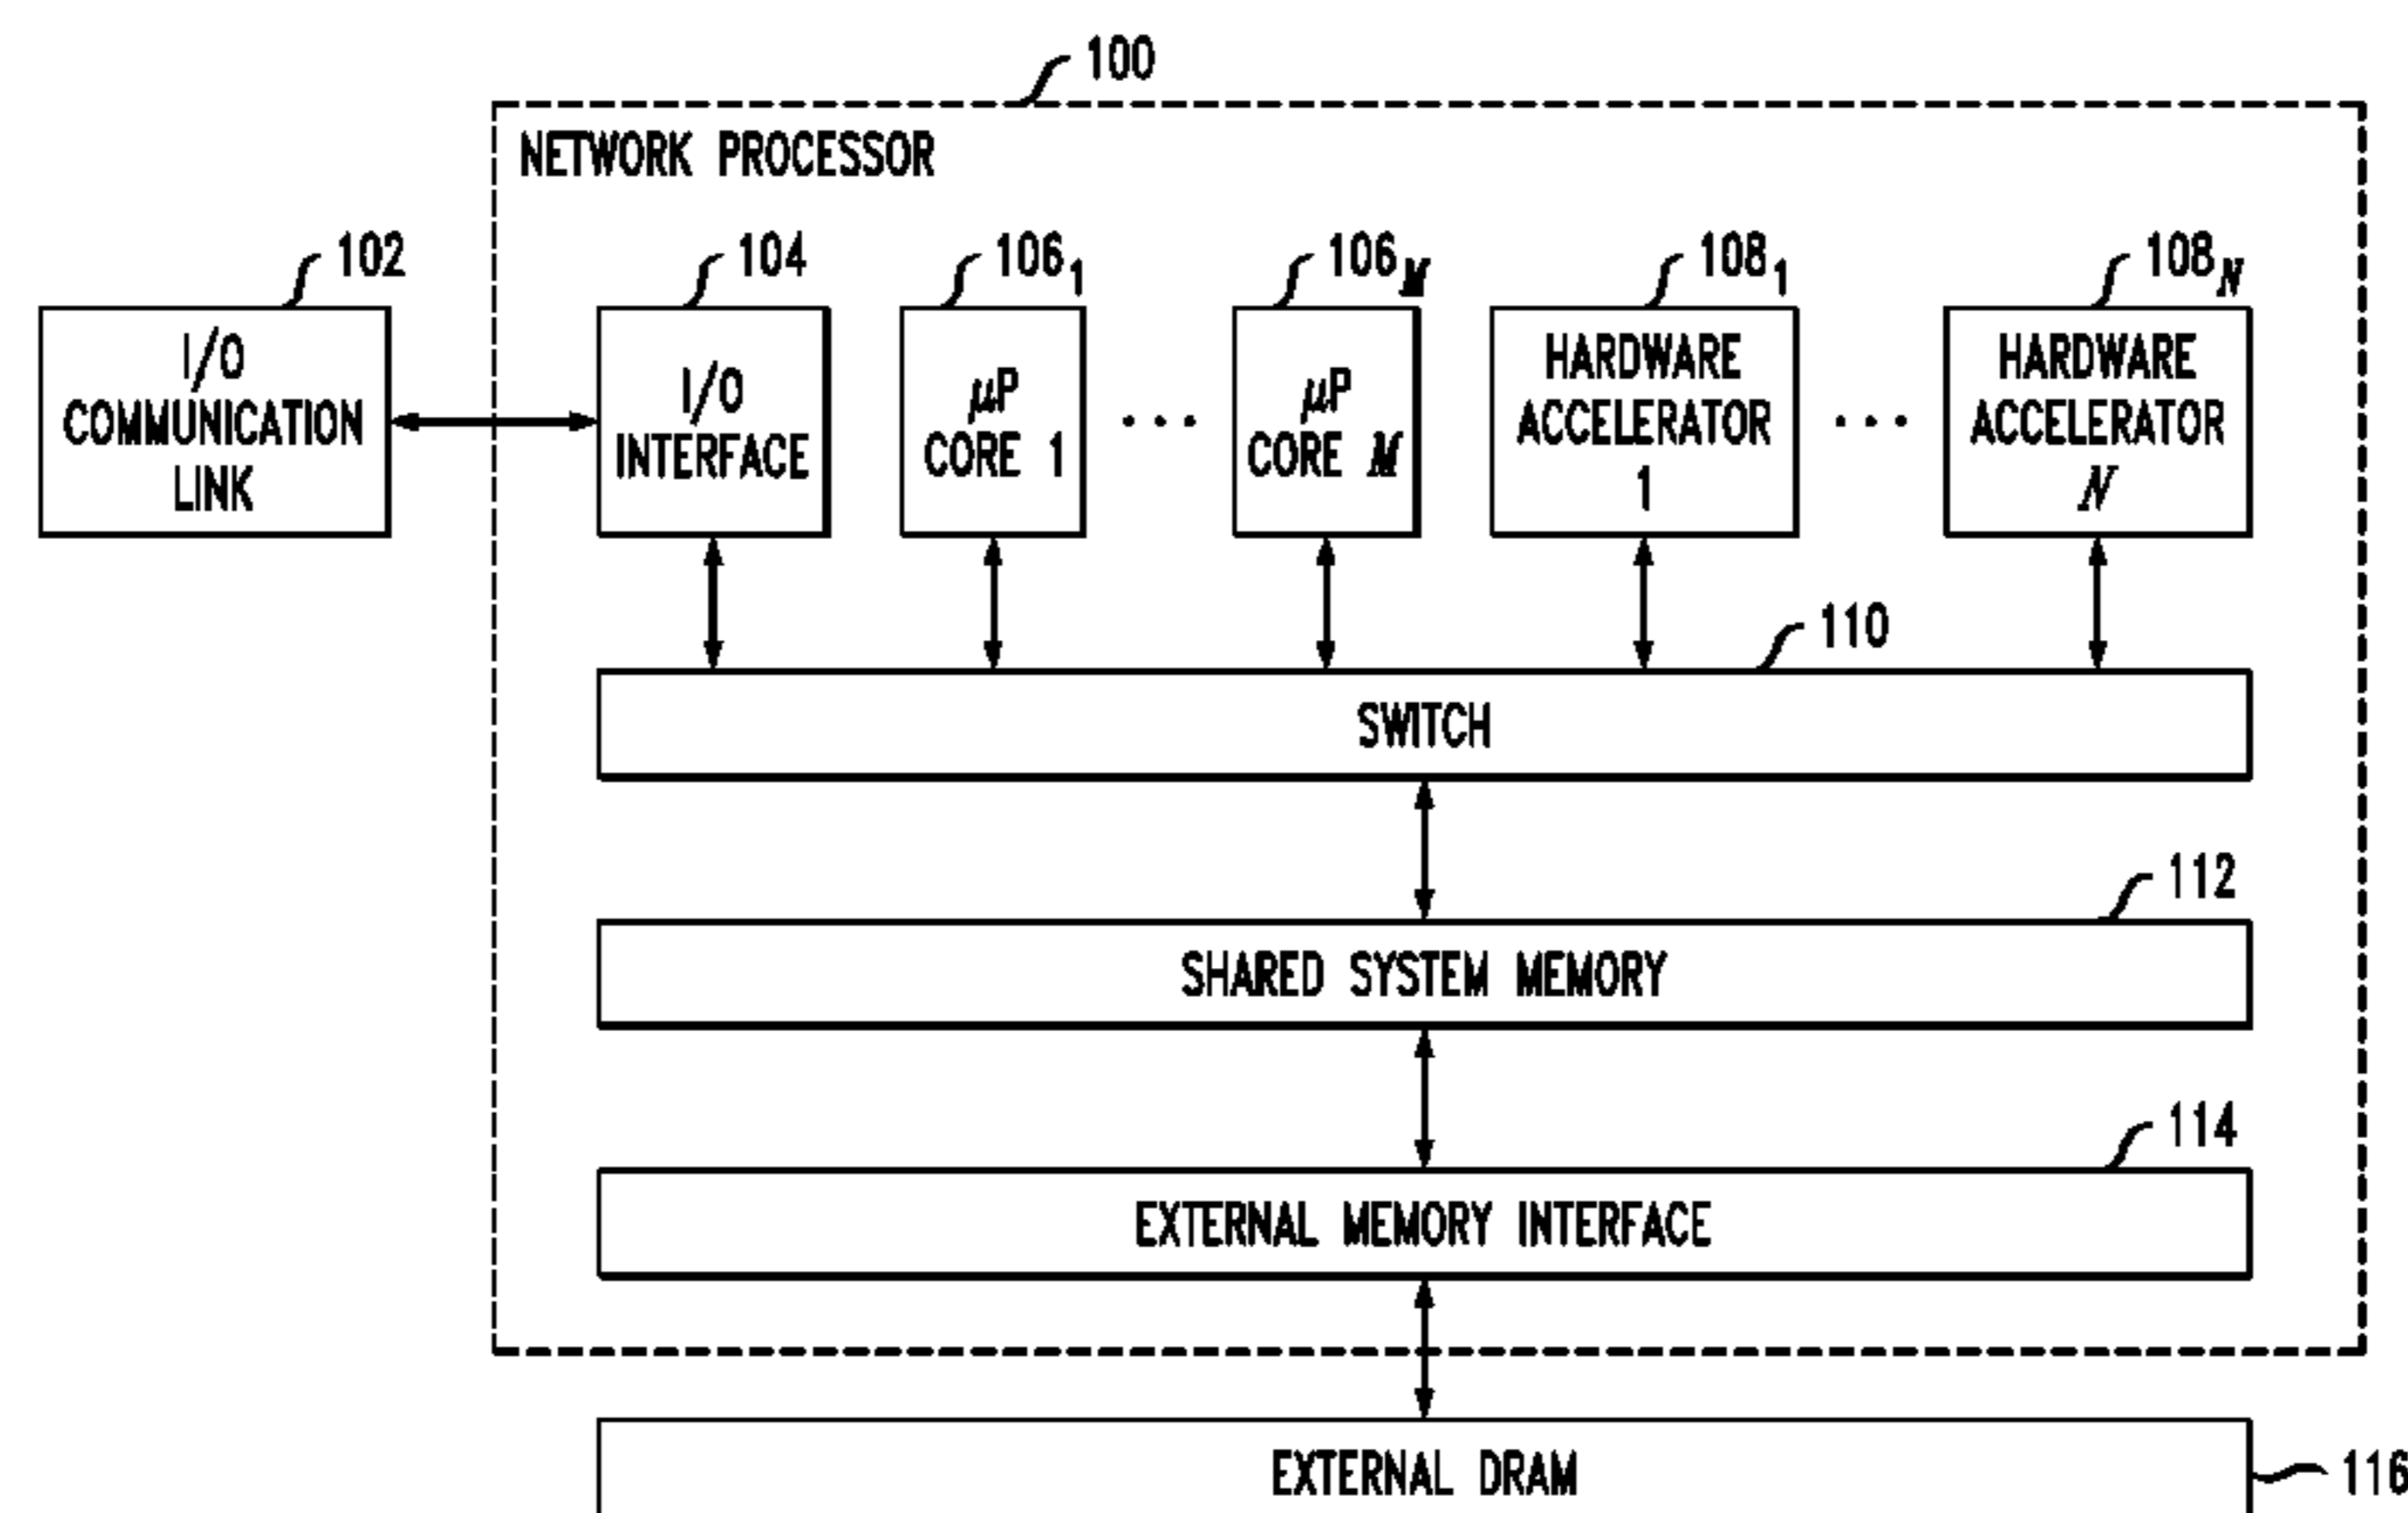 100
NETWORK PROCESSOR
102
104
106₁
106M
108₁
108N
I/O
COMMUNICATION
LINK
I/O
INTERFACE
μP
CORE 1
...
μP
CORE M
HARDWARE
ACCELERATOR
1
...
HARDWARE
ACCELERATOR
N
110
SWITCH
112
SHARED SYSTEM MEMORY
114
EXTERNAL MEMORY INTERFACE
EXTERNAL DRAM
116